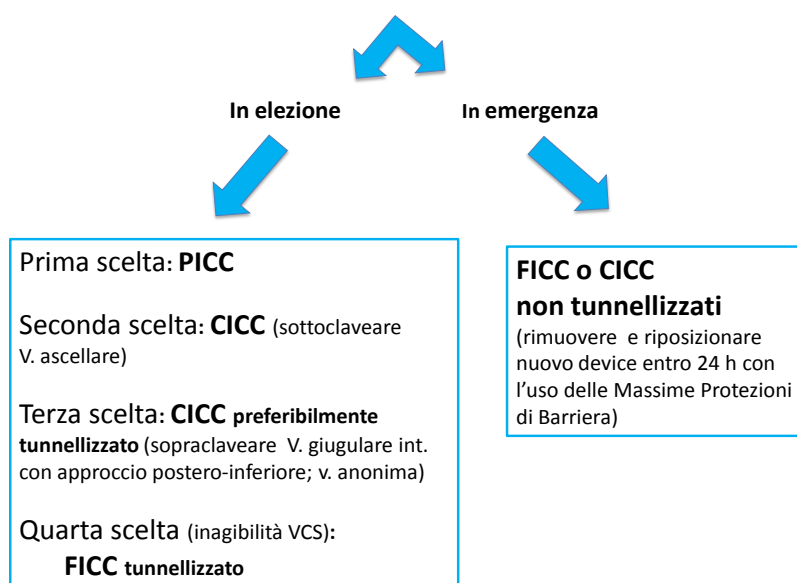 In elezione
In emergenza
Prima scelta: PICC
Seconda scelta: CICC (sottoclaveare
V. ascellare)
Terza scelta: CICC preferibilmente
tunnellizzato (sopraclaveare V. giugulare int.
con approccio postero-inferiore; v. anonima)
Quarta scelta (inagibilità VCS):
FICC tunnellizzato
FICC o CICC
non tunnellizzati
(rimuovere e riposizionare
nuovo device entro 24 h con
l'uso delle Massime Protezioni
di Barriera)